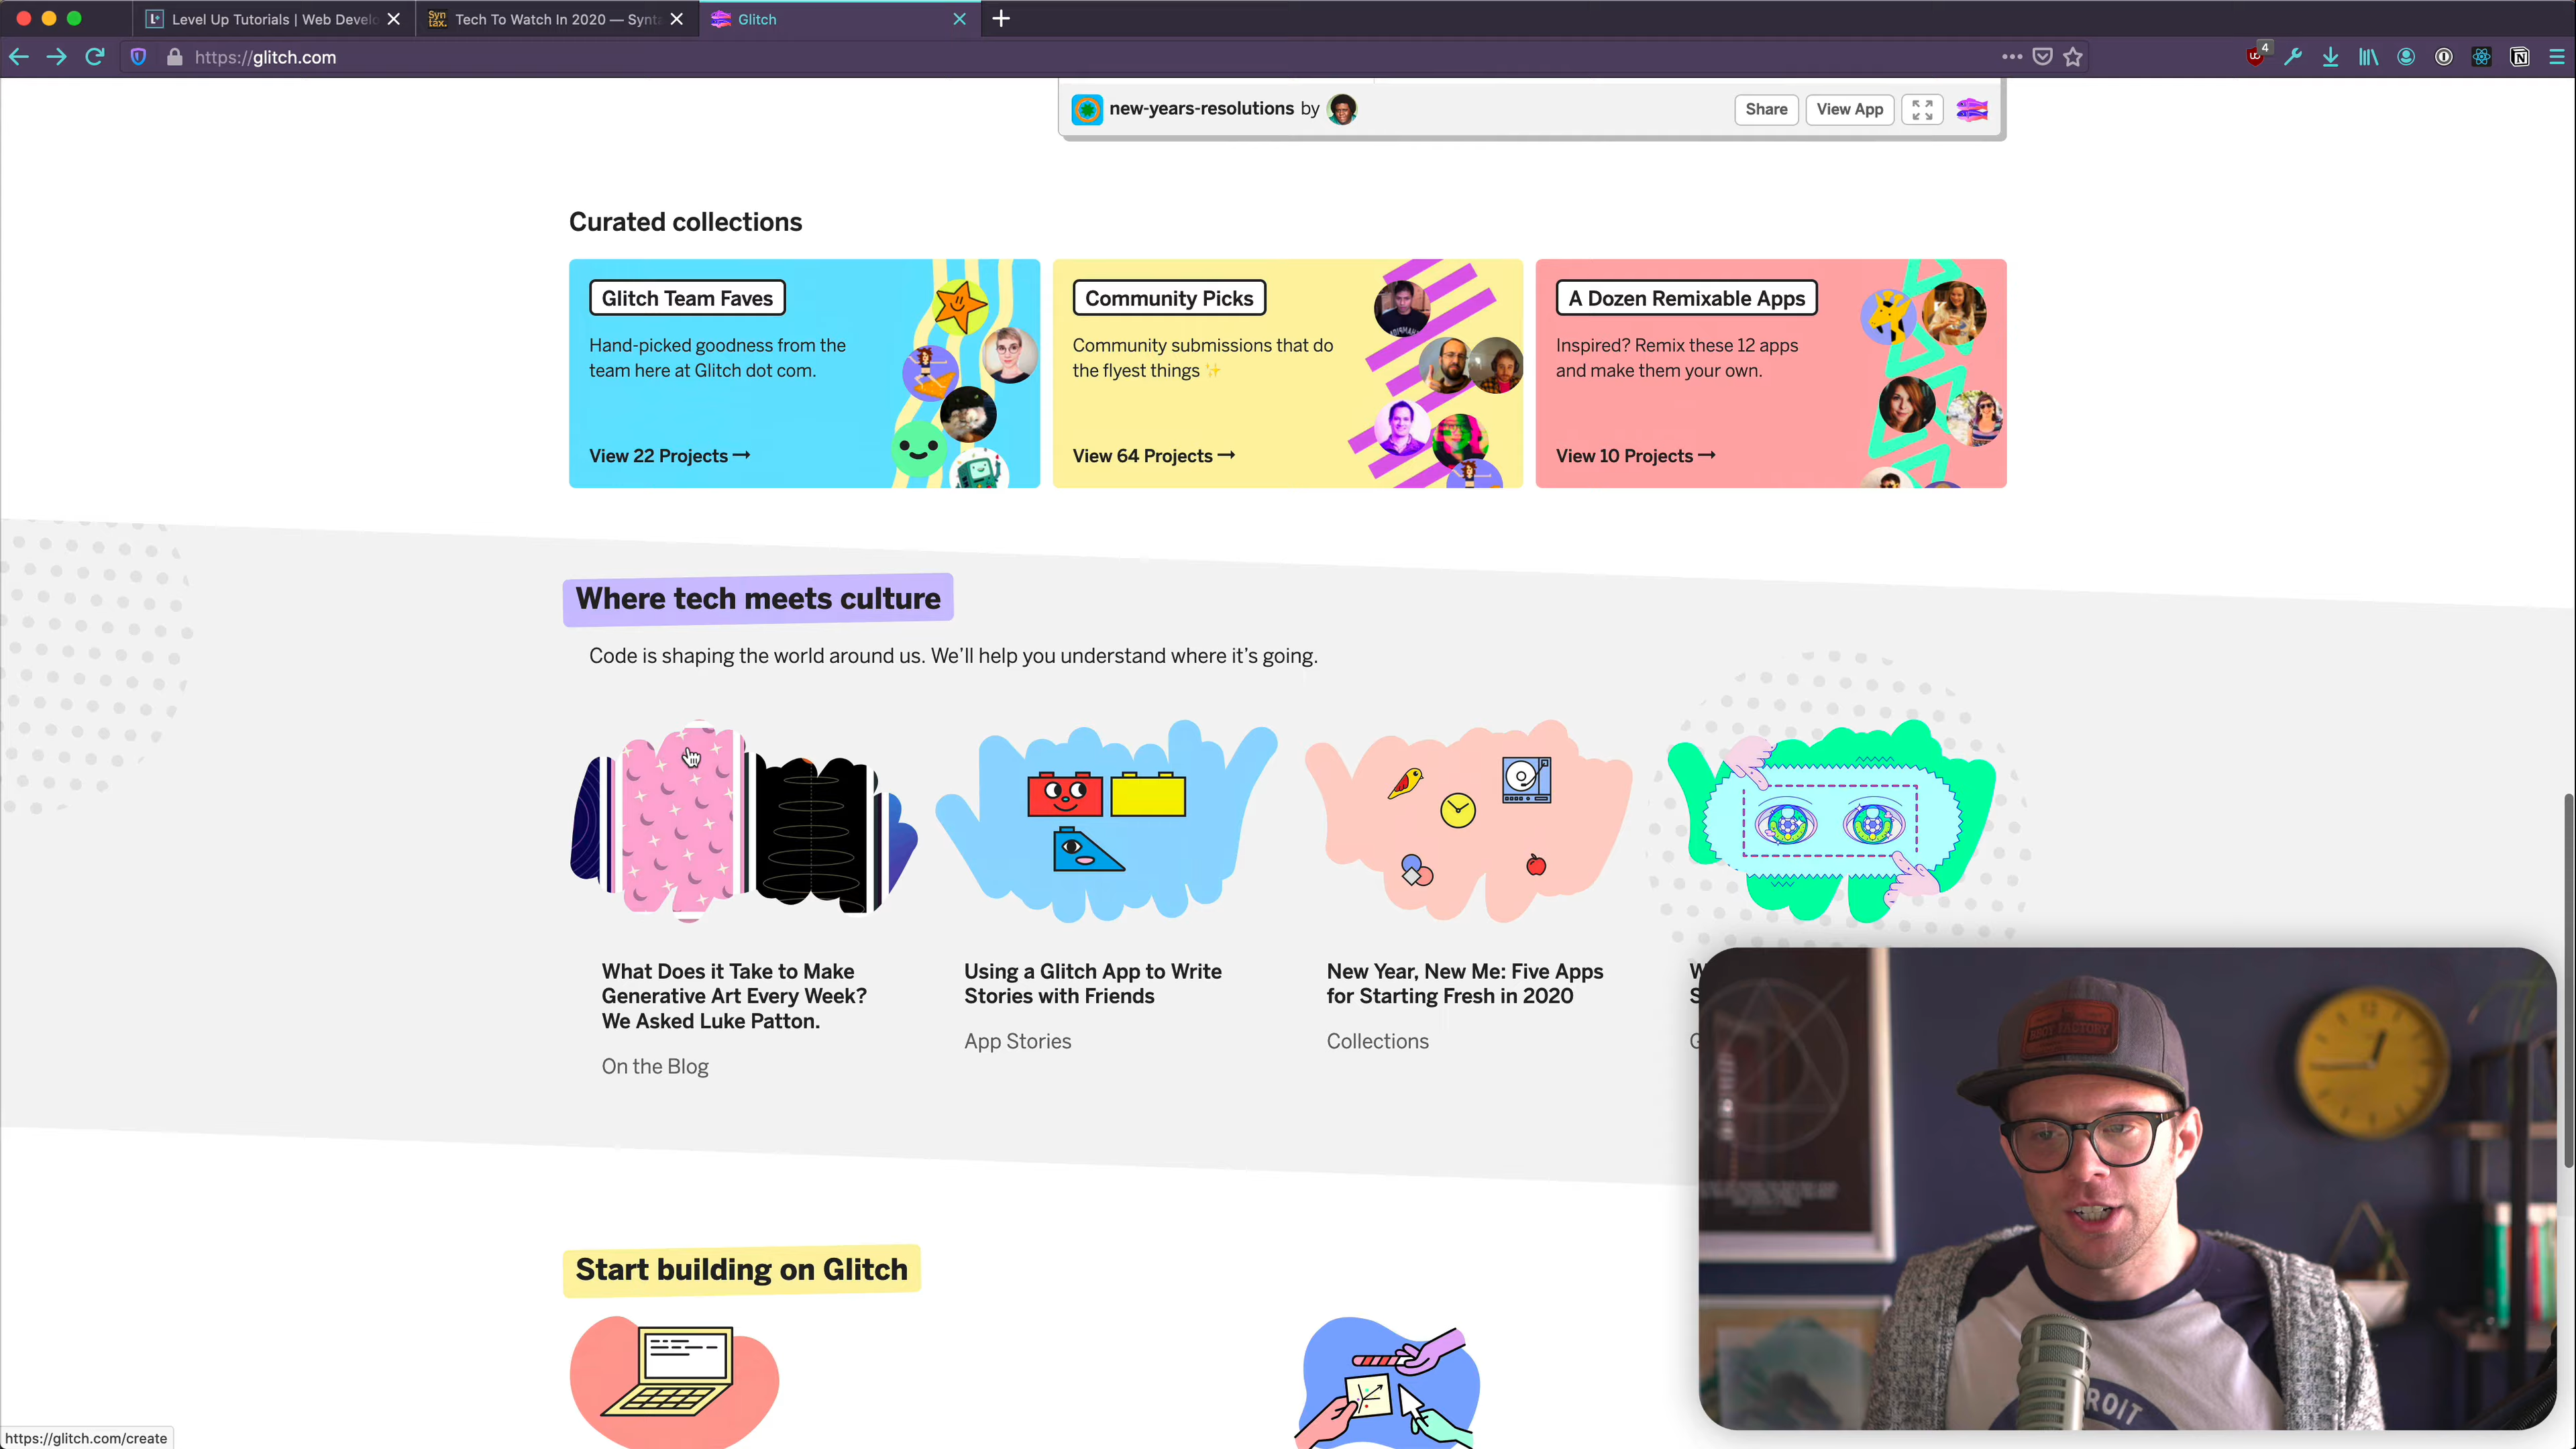 Level Up Tutorials | Web Develo
Syn tax.
Tech To Watch In 2020 — Synta
Glitch
https://glitch.com
4
new-years-resolutions by
Share
View App
Curated collections
Glitch Team Faves
Hand-picked goodness from the
team here at Glitch dot com.
View 22 Projects →
Community Picks
Community submissions that do
the flyest things ✨
View 64 Projects →
A Dozen Remixable Apps
Inspired? Remix these 12 apps
and make them your own.
View 10 Projects →
Where tech meets culture
Code is shaping the world around us. We’ll help you understand where it’s going.
What Does it Take to Make
Generative Art Every Week?
We Asked Luke Patton.
On the Blog
Using a Glitch App to Write
Stories with Friends
App Stories
New Year, New Me: Five Apps
for Starting Fresh in 2020
Collections
Start building on Glitch
https://glitch.com/create